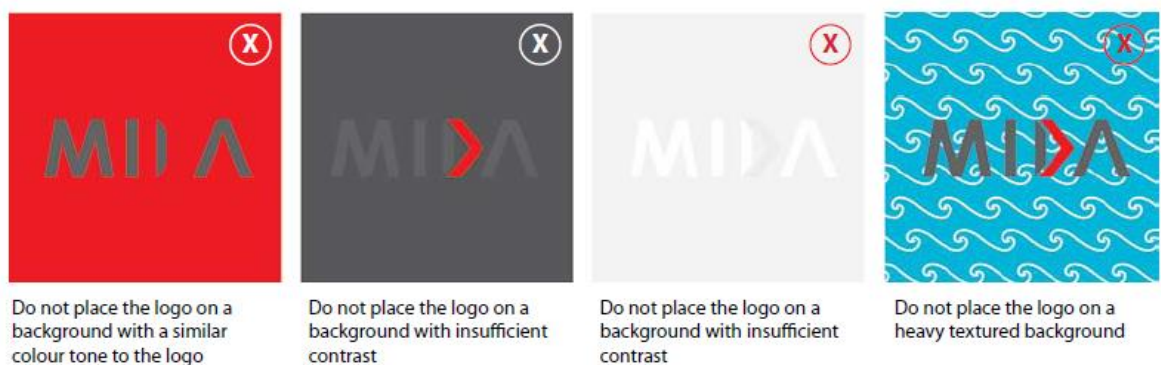 X
MIDA
Do not place the logo on a
background with a similar
colour tone to the logo
X
MIDA
Do not place the logo on a
background with insufficient
contrast
X
MIDA
Do not place the logo on a
background with insufficient
contrast
X
MIDA
Do not place the logo on a
heavy textured background